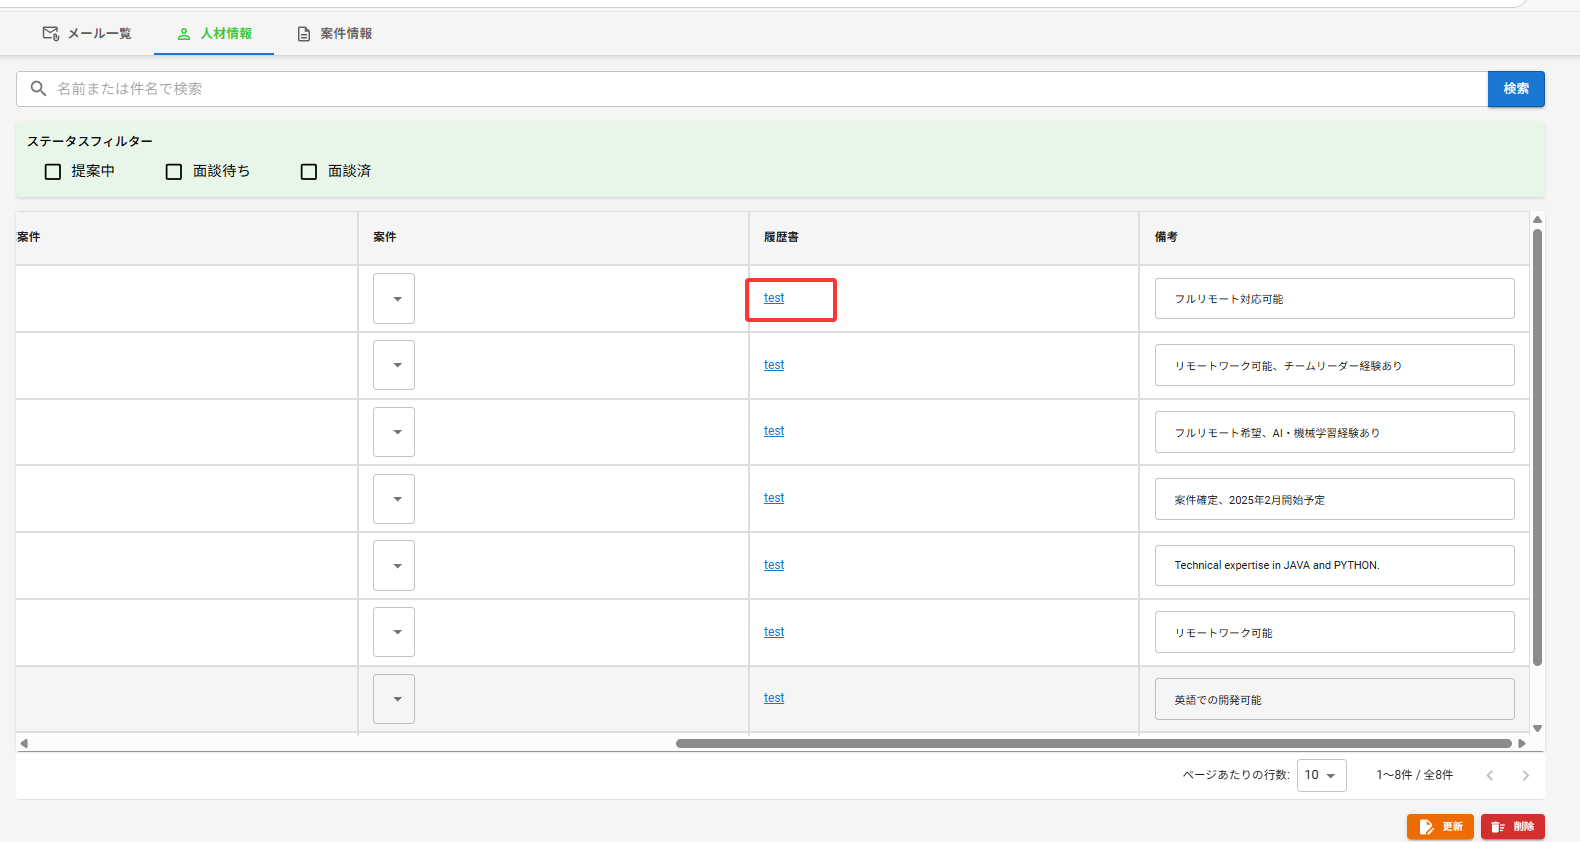 メール一覧 人材情報 案件情報
名前または件名で検索 検索
ステータスフィルター
提案中 面談待ち 面談済
案件 案件 履歴書 備考
test フルリモート対応可能
test リモートワーク可能、チームリーダー経験あり
test フルリモート希望、AI・機械学習経験あり
test 案件確定、2025年2月開始予定
test Technical expertise in JAVA and PYTHON.
test リモートワーク可能
test 英語での開発可能
ページあたりの行数: 10 1～8件 / 全8件
更新 削除